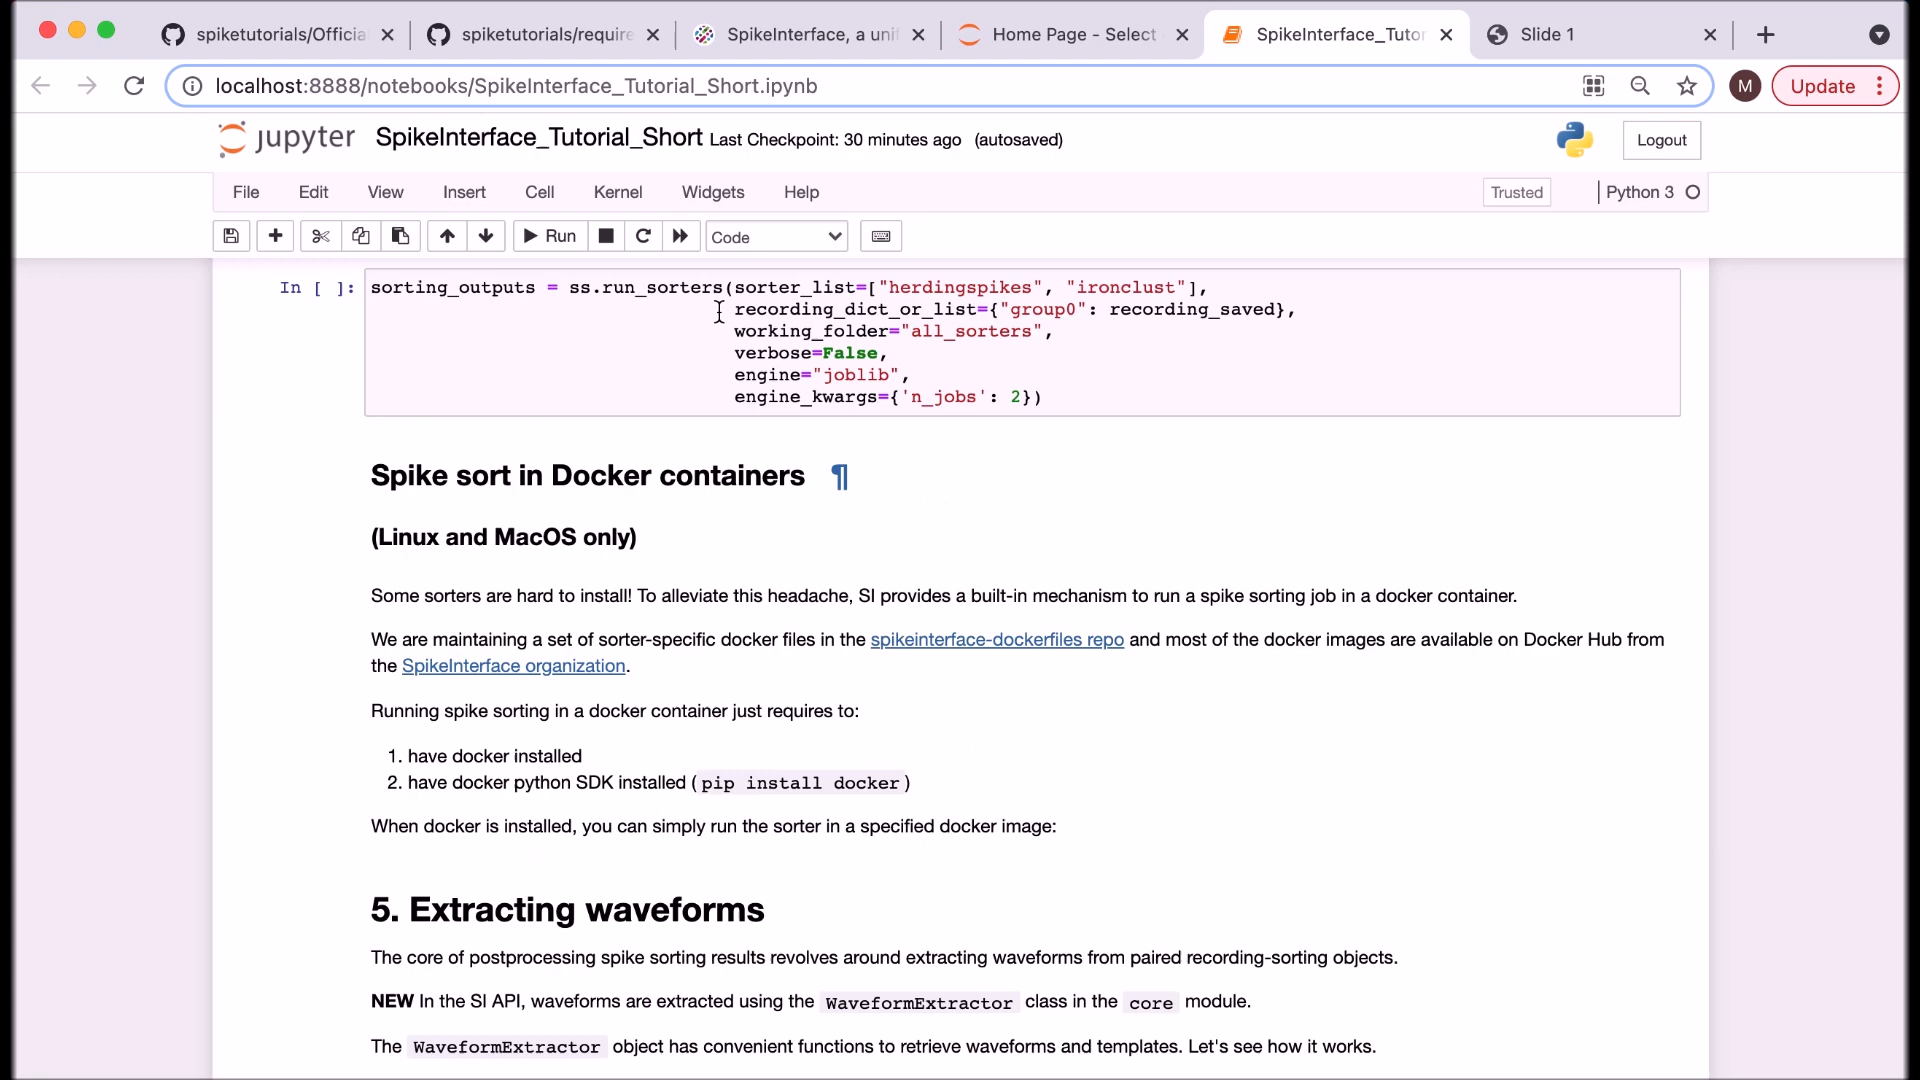 spiketutorials/Officia
spiketutorials/require
SpikeInterface, a uni
Home Page - Select
SpikeInterface_Tutor
Slide 1
localhost:8888/notebooks/SpikeInterface_Tutorial_Short.ipynb
M
Update
jupyter SpikeInterface_Tutorial_Short Last Checkpoint: 30 minutes ago (autosaved)
Logout
File Edit View Insert Cell Kernel Widgets Help
Trusted
Python 3
Run
Code
In [ ]: sorting_outputs = ss.run_sorters(sorter_list=["herdingspikes", "ironclust"],
recording_dict_or_list={"group0": recording_saved},
working_folder="all_sorters",
verbose=False,
engine="joblib",
engine_kwargs={'n_jobs': 2})
Spike sort in Docker containers ¶
(Linux and MacOS only)
Some sorters are hard to install! To alleviate this headache, SI provides a built-in mechanism to run a spike sorting job in a docker container.
We are maintaining a set of sorter-specific docker files in the spikeinterface-dockerfiles repo and most of the docker images are available on Docker Hub from
the SpikeInterface organization.
Running spike sorting in a docker container just requires to:
1. have docker installed
2. have docker python SDK installed (pip install docker)
When docker is installed, you can simply run the sorter in a specified docker image:
5. Extracting waveforms
The core of postprocessing spike sorting results revolves around extracting waveforms from paired recording-sorting objects.
NEW In the SI API, waveforms are extracted using the WaveformExtractor class in the core module.
The WaveformExtractor object has convenient functions to retrieve waveforms and templates. Let's see how it works.